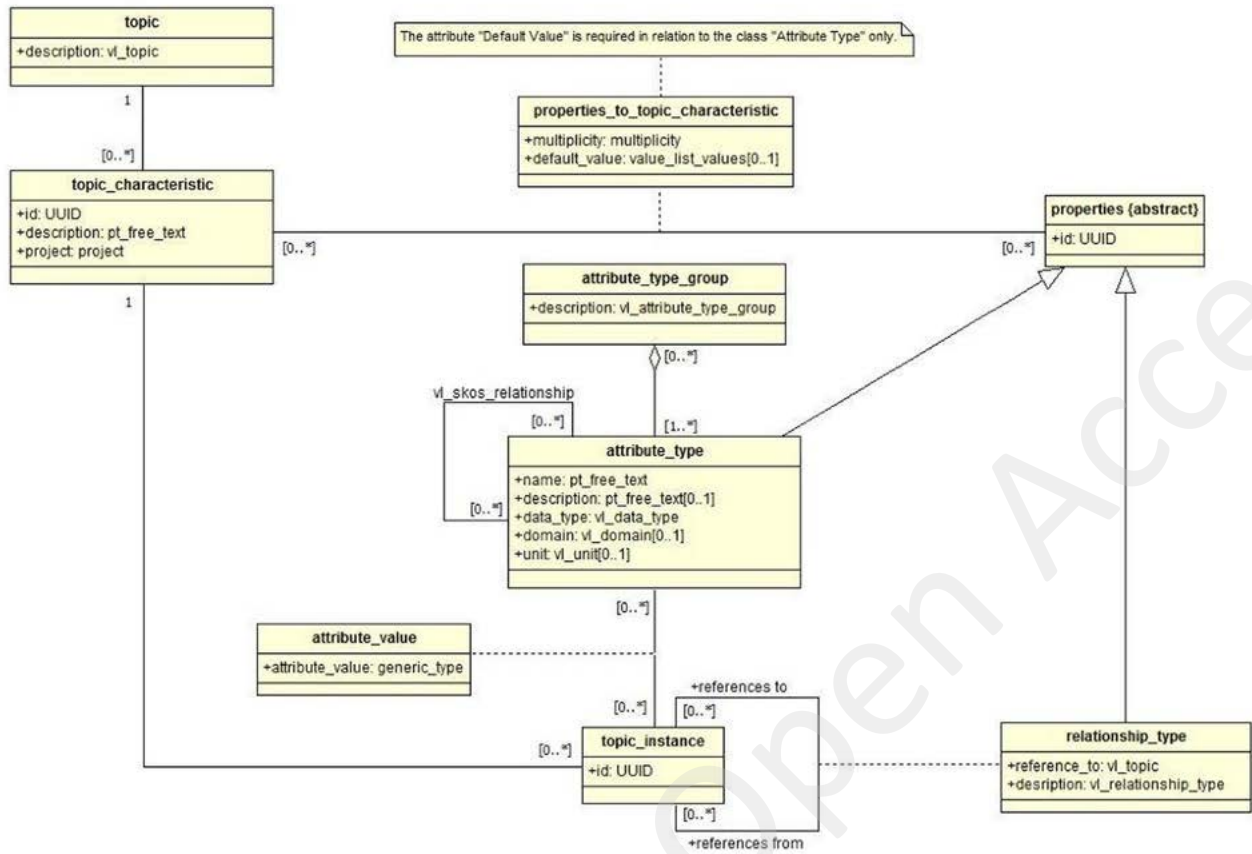 topic
+description: vl_topic
The attribute "Default Value" is required in relation to the class "Attribute Type" only.
1
[0..*]
properties_to_topic_characteristic
+multiplicity: multiplicity
+default_value: value_list_values[0..1]
topic_characteristic
+id: UUID
+description: pt_free_text
+project: project
[0..*]
properties {abstract}
+id: UUID
[0..*]
1
attribute_type_group
+description: vl_attribute_type_group
[0..*]
vl_skos_relationship
[0..*]
[1..*]
[0..*]
attribute_type
+name: pt_free_text
+description: pt_free_text[0..1]
+data_type: vl_data_type
+domain: vl_domain[0..1]
+unit: vl_unit[0..1]
[0..*]
attribute_value
+attribute_value: generic_type
[0..*]
+references to
[0..*]
[0..*]
topic_instance
+id: UUID
[0..*]
+references from
relationship_type
+reference_to: vl_topic
+desription: vl_relationship_type
Open Acce